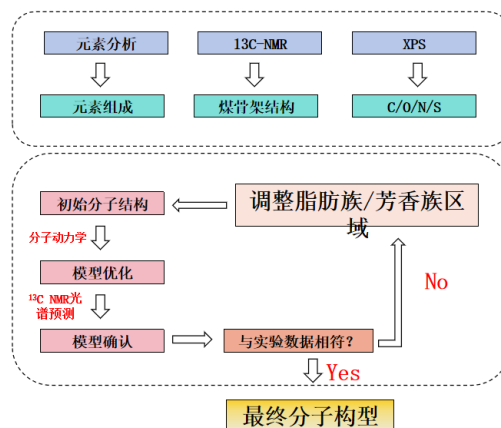 元素分析
13C-NMR
XPS
元素组成
煤骨架结构
C/O/N/S
初始分子结构
调整脂肪族/芳香族区
域
分子动力学
模型优化
No
¹³C NMR光
谱预测
模型确认
与实验数据相符?
Yes
最终分子构型